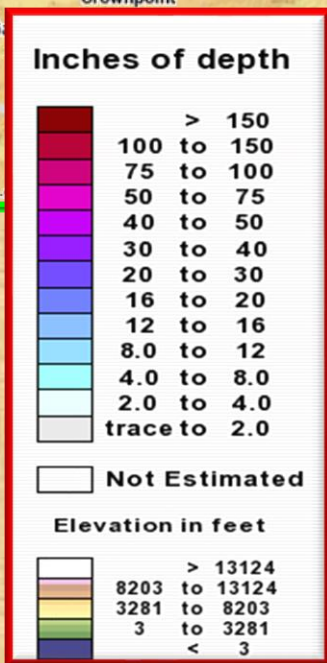 Crownpoint
Inches of depth
> 150
100 to 150
75 to 100
50 to 75
40 to 50
30 to 40
20 to 30
16 to 20
12 to 16
8.0 to 12
4.0 to 8.0
2.0 to 4.0
trace to 2.0
Not Estimated
Elevation in feet
> 13124
8203 to 13124
3281 to 8203
3 to 3281
< 3